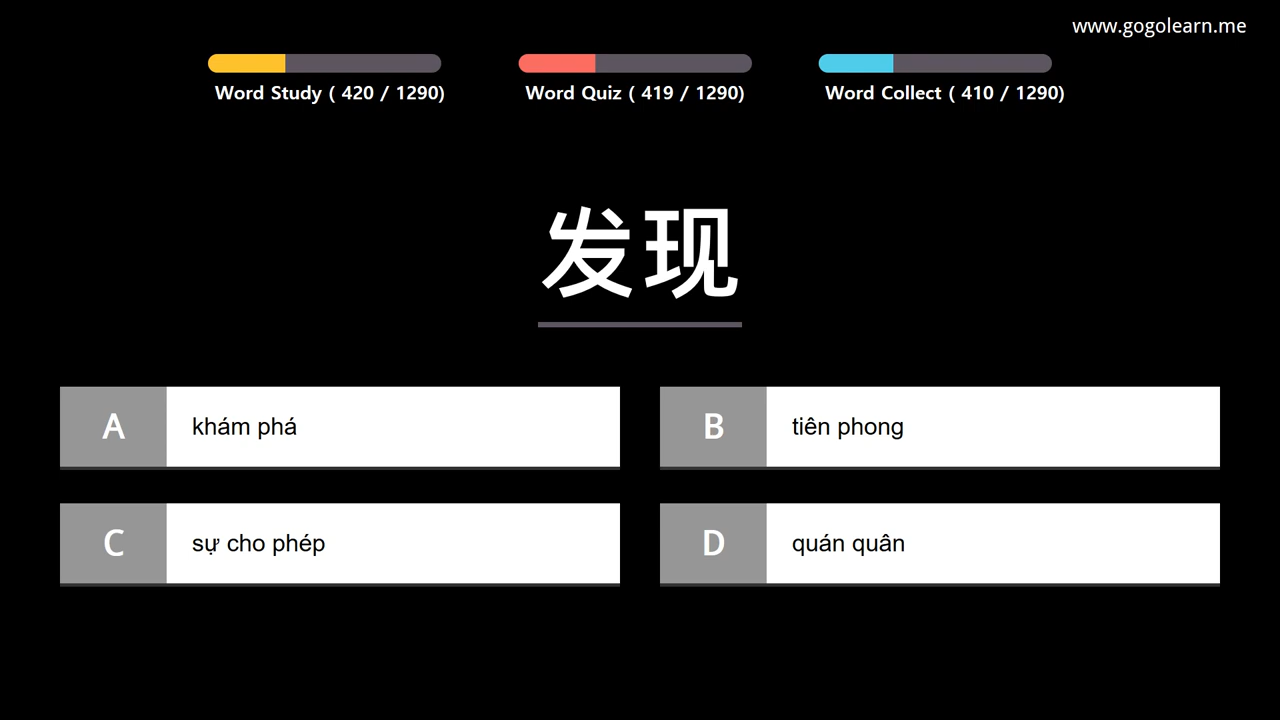 www.gogolearn.me
Word Study ( 420 / 1290)
Word Quiz ( 419 / 1290)
Word Collect ( 410 / 1290)
发现
A khám phá
B tiên phong
C sự cho phép
D quán quân